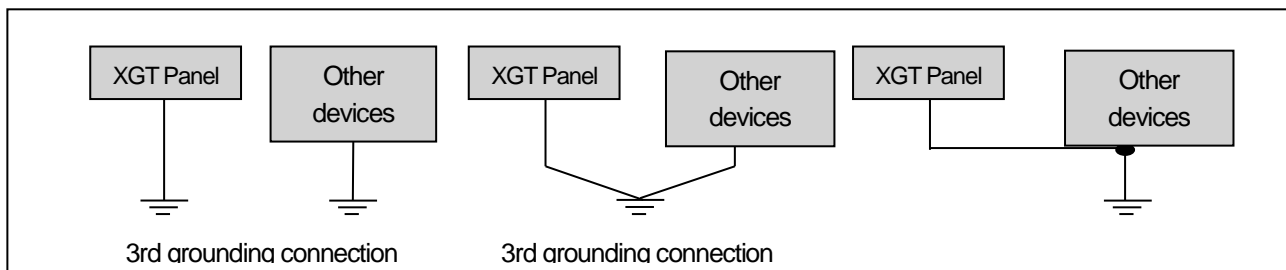 XGT Panel
Other
devices
XGT Panel
Other
devices
XGT Panel
Other
devices
3rd grounding connection
3rd grounding connection